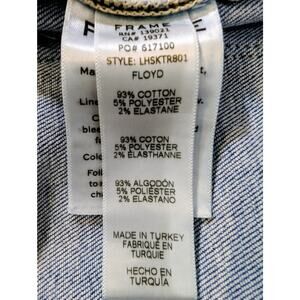 FRAME
RN# 139021
CA# 19371
PO# 617100
STYLE: LHSKTR801
FLOYD
93% COTTON
5% POLYESTER
2% ELASTANE
93% COTON
5% POLYESTER
2% ELASTHANNE
93% ALGODÓN
5% POLIÉSTER
2% ELASTANO
MADE IN TURKEY
FABRIQUÉ EN
TURQUIE
HECHO EN
TURQUÍA